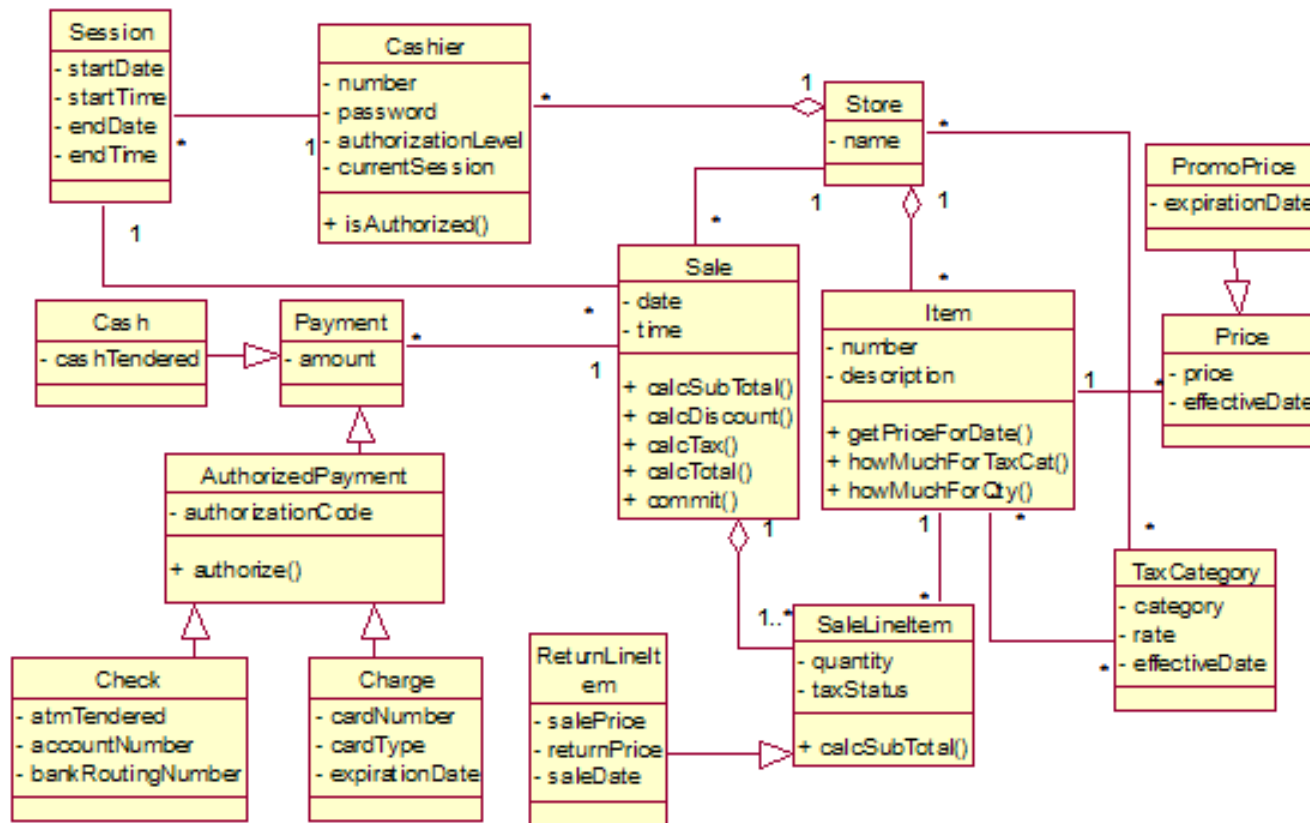 Session
- startDate
- startTime
- endDate
- endTime
Cashier
- number
- password
- authorizationLevel
- currentSession
+ isAuthorized()
*
1
*
1
Store
- name
*
1
1
PromoPrice
- expirationDate
1
*
*
Sale
- date
- time
+ calcSubTotal()
+ calcDiscount()
+ calcTax()
+ calcTotal()
+ commit()
*
*
1
1
Item
- number
- description
+ getPriceForDate()
+ howMuchForTaxCat()
+ howMuchForQty()
1
*
1
*
Price
- price
- effectiveDate
Cash
- cashTendered
Payment
- amount
AuthorizedPayment
- authorizationCode
+ authorize()
*
TaxCategory
- category
- rate
- effectiveDate
*
1..*
*
SaleLineItem
- quantity
- taxStatus
+ calcSubTotal()
ReturnLineIt
em
- salePrice
- returnPrice
- saleDate
Check
- atmTendered
- accountNumber
- bankRoutingNumber
Charge
- cardNumber
- cardType
- expirationDate